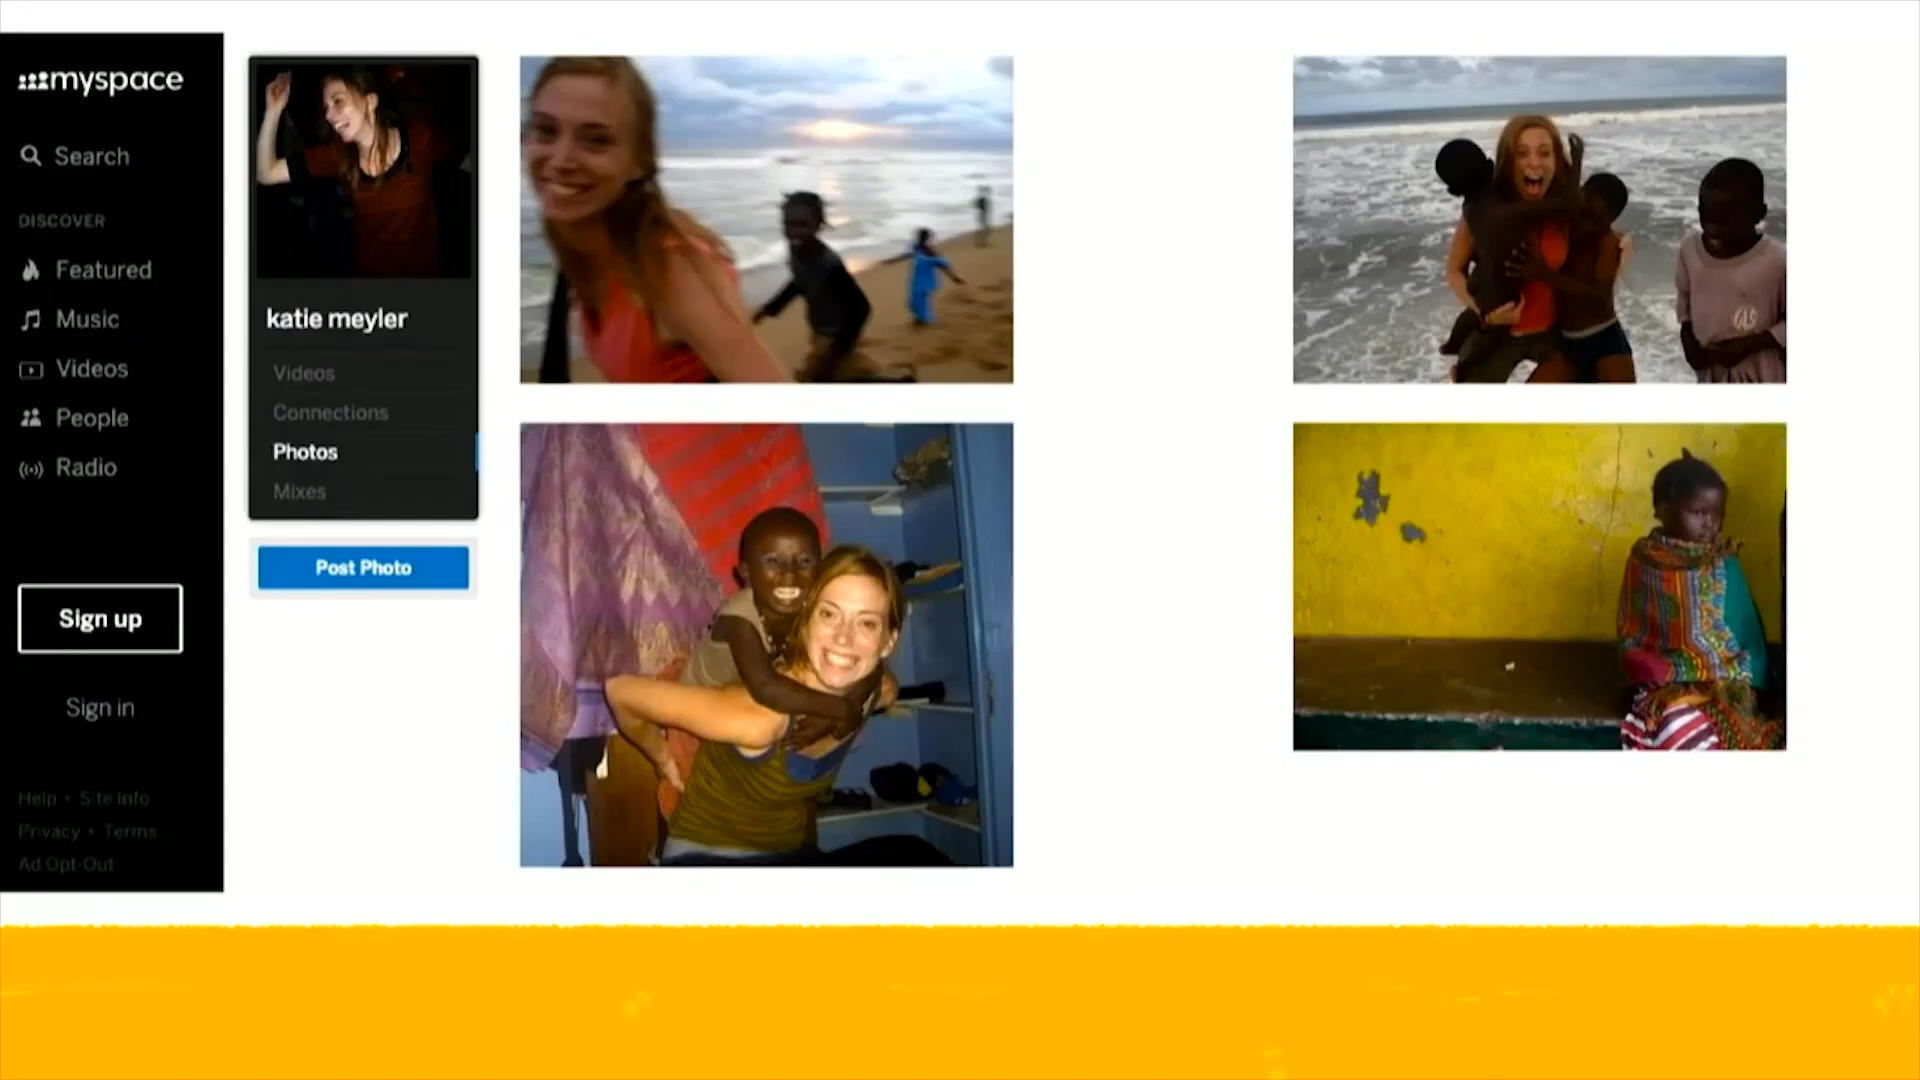 myspace
Search
DISCOVER
Featured
Music
Videos
People
Radio
Sign up
Sign in
Help • Site Info
Privacy • Terms
Ad Opt-Out
katie meyler
Videos
Connections
Photos
Mixes
Post Photo